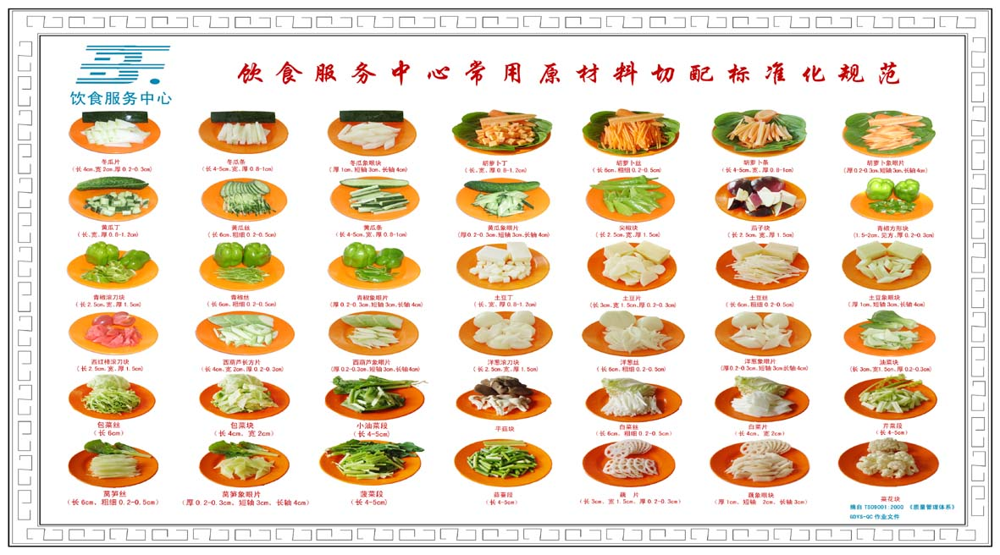 饮食服务中心常用原材料切配标准化规范
饮食服务中心
冬瓜片
(长4cm,宽2cm,厚0.2-0.3cm)
冬瓜条
(长4-5cm,宽、厚0.8-1cm)
冬瓜象眼块
(厚1cm,短轴3cm,长轴4cm)
胡萝卜丁
(长、宽、厚0.8-1.2cm)
胡萝卜丝
(长6cm,粗细0.2-0.5cm)
胡萝卜条
(长4-5cm,宽、厚0.8-1cm)
胡萝卜象眼片
(厚0.2-0.3cm,短轴3cm,长轴4cm)
黄瓜丁
(长、宽、厚0.8-1.2cm)
黄瓜丝
(长6cm,粗细0.2-0.5cm)
黄瓜条
(长4-5cm,宽、厚0.8-1cm)
黄瓜象眼片
(厚0.2-0.3cm,短轴3cm,长轴4cm)
尖椒块
(长2.5cm,宽、厚1.5cm)
茄子块
(长2.5cm,宽、厚1.5cm)
青椒方形块
(1.5-2cm,见方,厚0.2-0.3cm)
青椒滚刀块
(长2.5cm,宽、厚1.5cm)
青椒丝
(长6cm,粗细0.2-0.5cm)
青椒象眼片
(厚0.2-0.3cm,短轴3cm,长轴4cm)
土豆丁
(长、宽、厚0.8-1.2cm)
土豆片
(长3cm,宽1.5cm,厚0.2-0.3cm)
土豆丝
(长6cm,粗细0.2-0.5cm)
土豆象眼块
(厚1cm,短轴3cm,长轴4cm)
西红柿滚刀块
(长2.5cm,宽、厚1.5cm)
西葫芦长方片
(长4cm,宽2cm,厚0.2-0.3cm)
西葫芦象眼片
(厚0.2-0.3cm,短轴3cm,长轴4cm)
洋葱滚刀块
(长2.5cm,宽、厚1.5cm)
洋葱丝
(长6cm,粗细0.2-0.5cm)
洋葱象眼片
(厚0.2-0.3cm,短轴3cm长轴4cm)
油菜块
(长3cm,宽1.5cm,厚0.2-0.3cm)
包菜丝
(长6cm)
包菜块
(长4cm,宽2cm)
小油菜段
(长4-5cm)
平菇块
白菜丝
(长6cm,粗细0.2-0.5cm)
白菜片
(长4cm,宽2cm)
芹菜段
(长4-5cm)
莴笋丝
(长6cm、粗细0.2-0.5cm)
莴笋象眼片
(厚0.2-0.3cm、短轴3cm、长轴4cm)
菠菜段
(长4-5cm)
蒜薹段
(长4-5cm)
藕 片
(长3cm、宽1.5cm、厚0.2-0.3cm)
藕象眼块
(厚1cm、短轴 2cm、长轴3cm)
菜花块
摘自TSO9001:2000《质量管理体系》
GDYS-QC作业文件